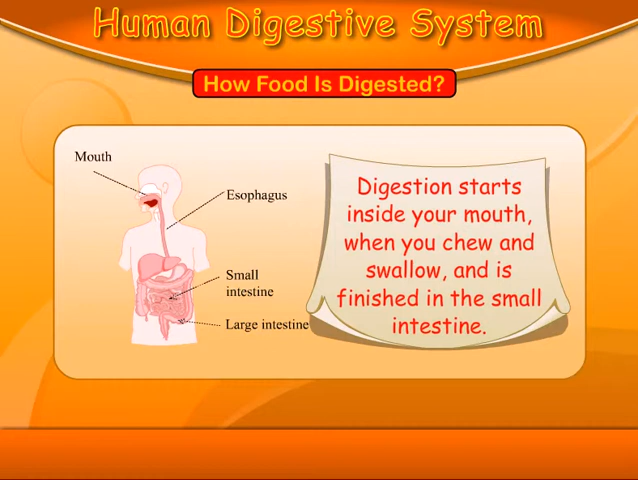 Human Digestive System
How Food Is Digested?
Mouth
Esophagus
Small
intestine
Large intestine
Digestion starts
inside your mouth,
when you chew and
swallow, and is
finished in the small
intestine.